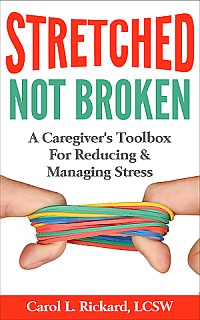 STRETCHED
NOT BROKEN
A Caregiver's Toolbox
For Reducing &
Managing Stress
Carol L. Rickard, LCSW